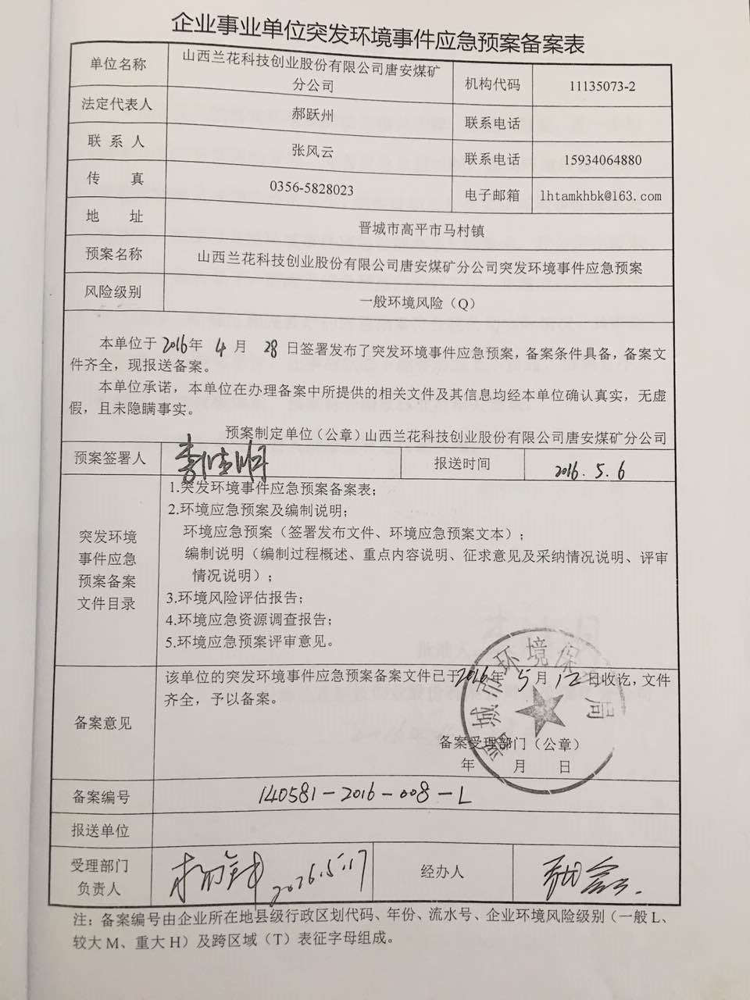 企业事业单位突发环境事件应急预案备案表
单位名称 山西兰花科技创业股份有限公司唐安煤矿
分公司 机构代码 11135073-2
法定代表人 郝跃州 联系电话
联系人 张风云 联系电话 15934064880
传真 0356-5828023 电子邮箱 lhtamkhbk@163.com
地址 晋城市高平市马村镇
预案名称 山西兰花科技创业股份有限公司唐安煤矿分公司突发环境事件应急预案
风险级别 一般环境风险（Q）
本单位于2016年4月28日签署发布了突发环境事件应急预案，备案条件具备，备案文
件齐全，现报送备案。
本单位承诺，本单位在办理备案中所提供的相关文件及其信息均经本单位确认真实，无虚
假，且未隐瞒事实。
预案制定单位（公章）山西兰花科技创业股份有限公司唐安煤矿分公司
预案签署人 报送时间 2016.5.6
突发环境
事件应急
预案备案
文件目录
1.突发环境事件应急预案备案表；
2.环境应急预案及编制说明；
环境应急预案（签署发布文件、环境应急预案文本）；
编制说明（编制过程概述、重点内容说明、征求意见及采纳情况说明、评审
情况说明）；
3.环境风险评估报告；
4.环境应急资源调查报告；
5.环境应急预案评审意见。
备案意见
该单位的突发环境事件应急预案备案文件已于2016年5月12日收讫，文件
齐全，予以备案。
备案受理部门（公章）
年 月 日
晋城市环境保护局
备案编号 140581-2016-008-L
报送单位
受理部门
负责人 2016.5.17 经办人
注：备案编号由企业所在地县级行政区划代码、年份、流水号、企业环境风险级别（一般L、
较大M、重大H）及跨区域（T）表征字母组成。